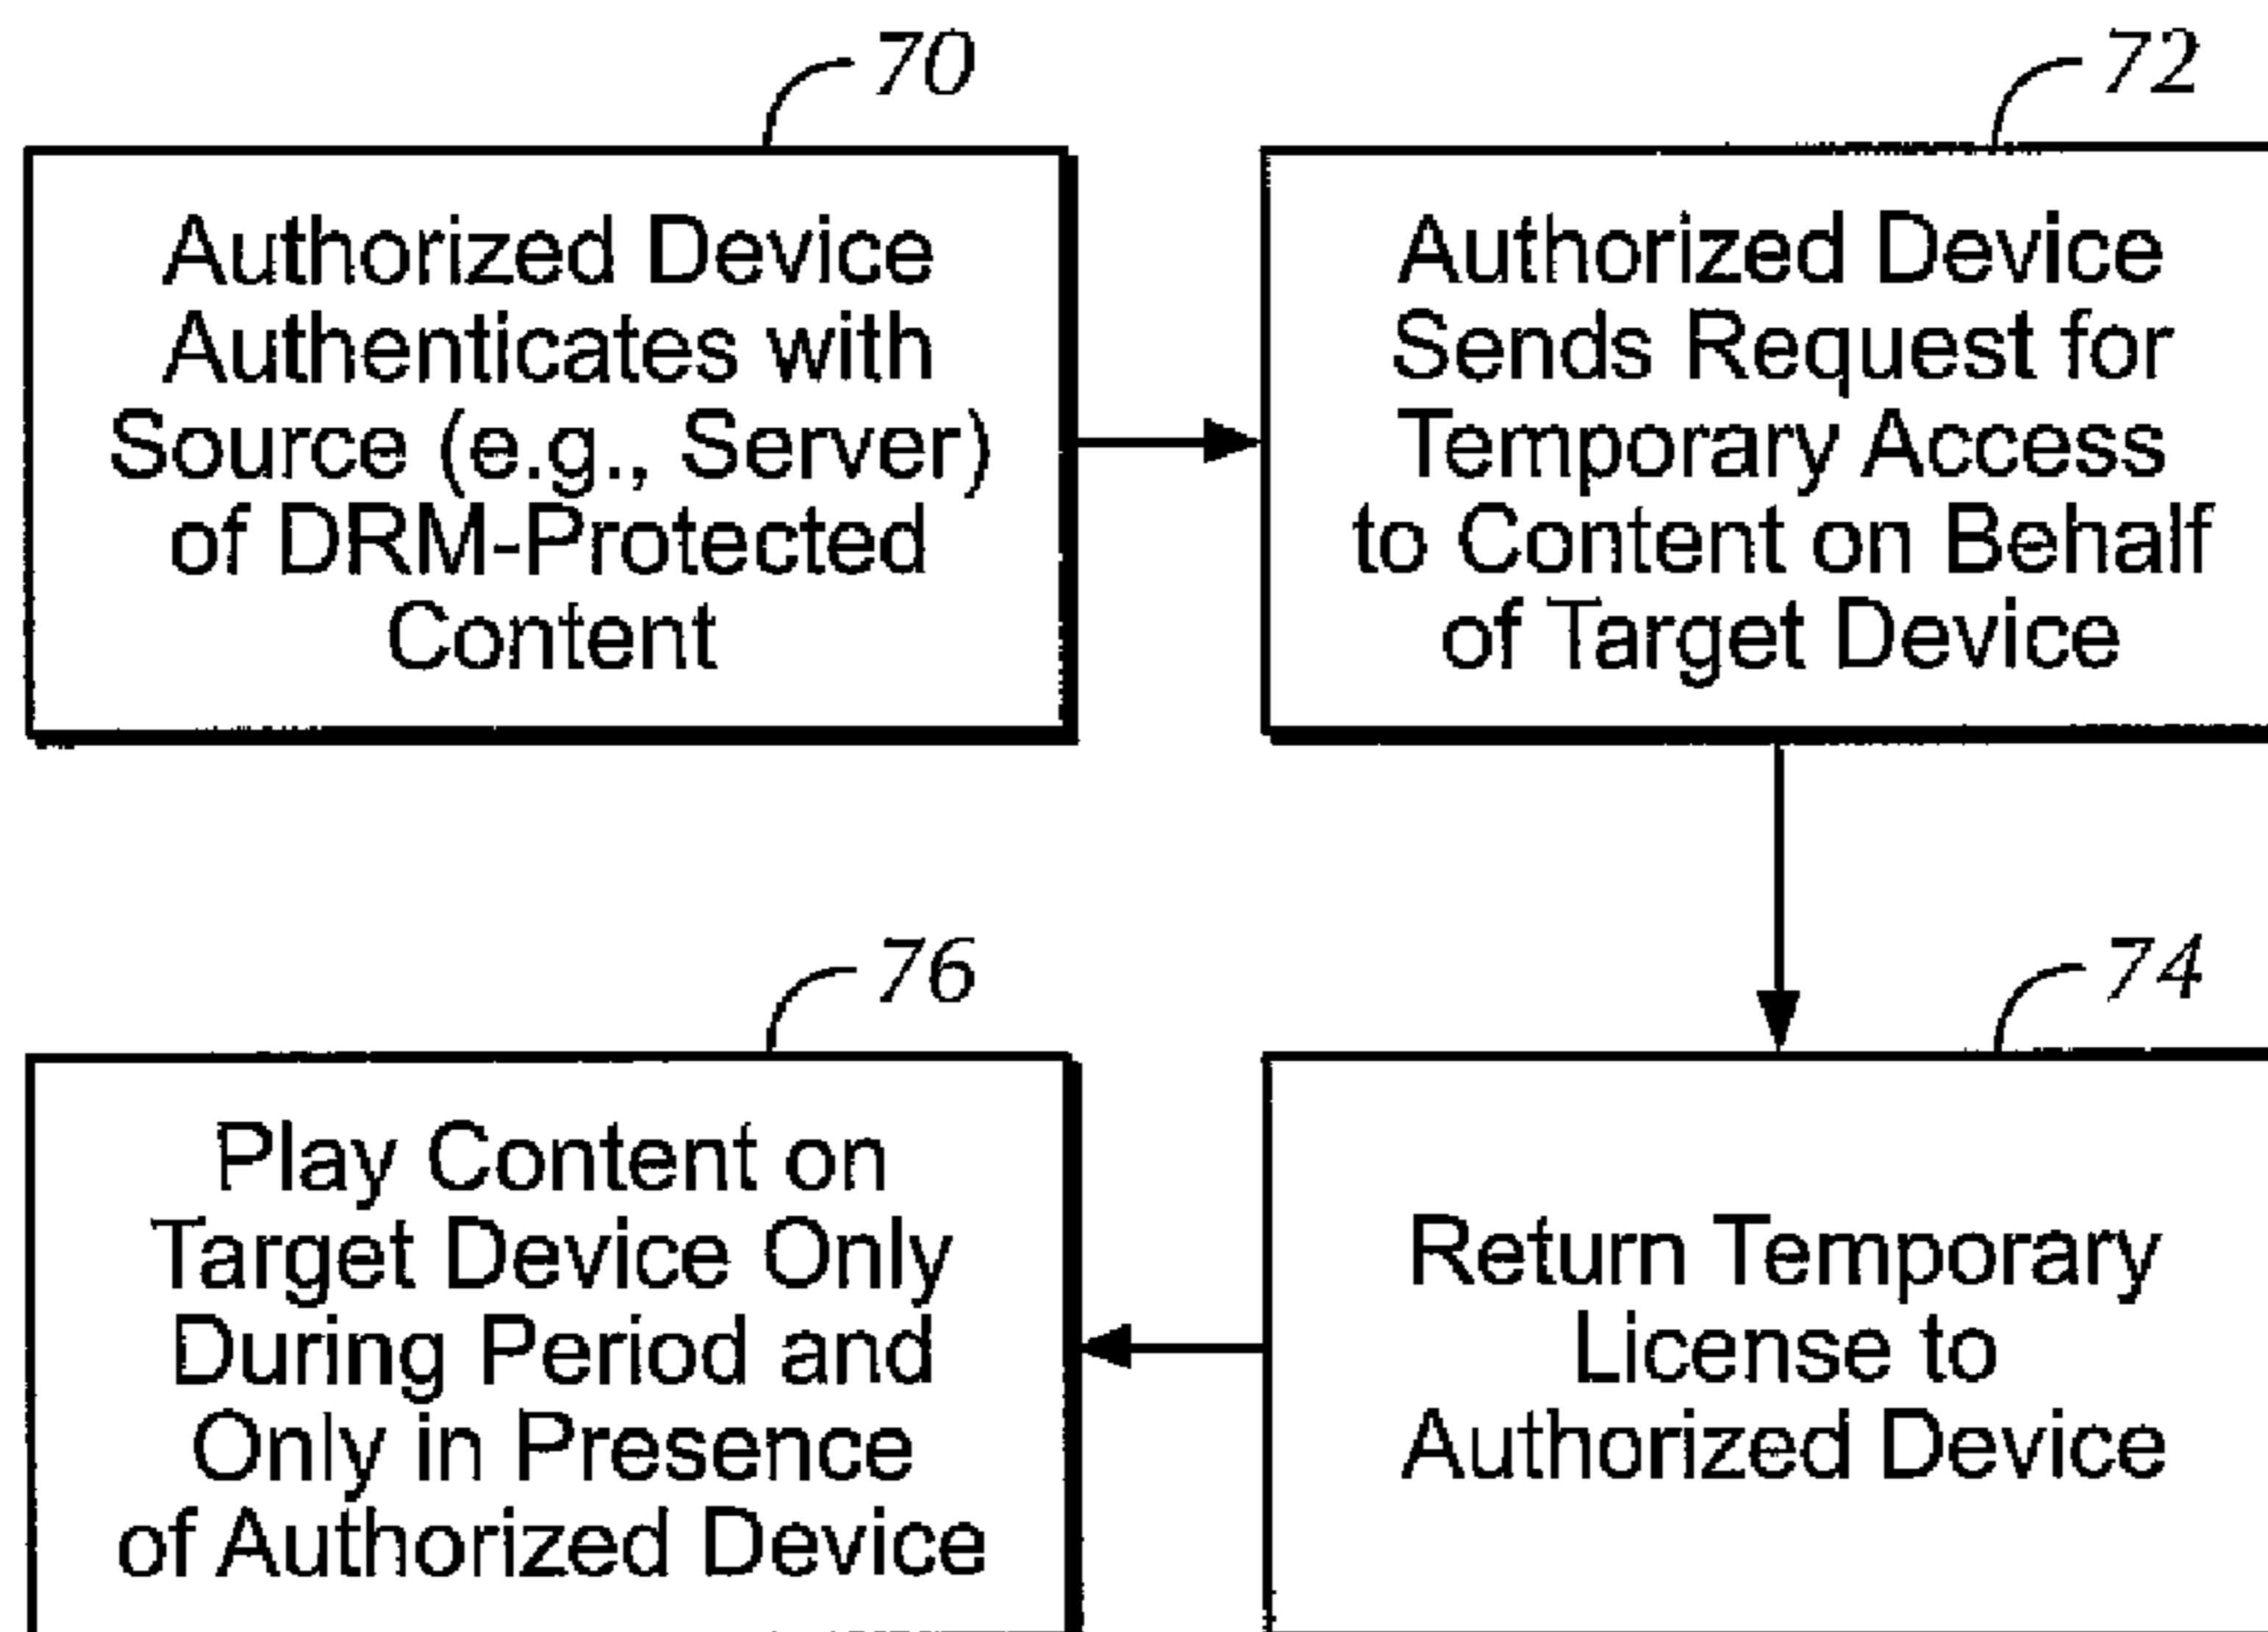 70
Authorized Device
Authenticates with
Source (e.g., Server)
of DRM-Protected
Content
72
Authorized Device
Sends Request for
Temporary Access
to Content on Behalf
of Target Device
74
Return Temporary
License to
Authorized Device
76
Play Content on
Target Device Only
During Period and
Only in Presence
of Authorized Device